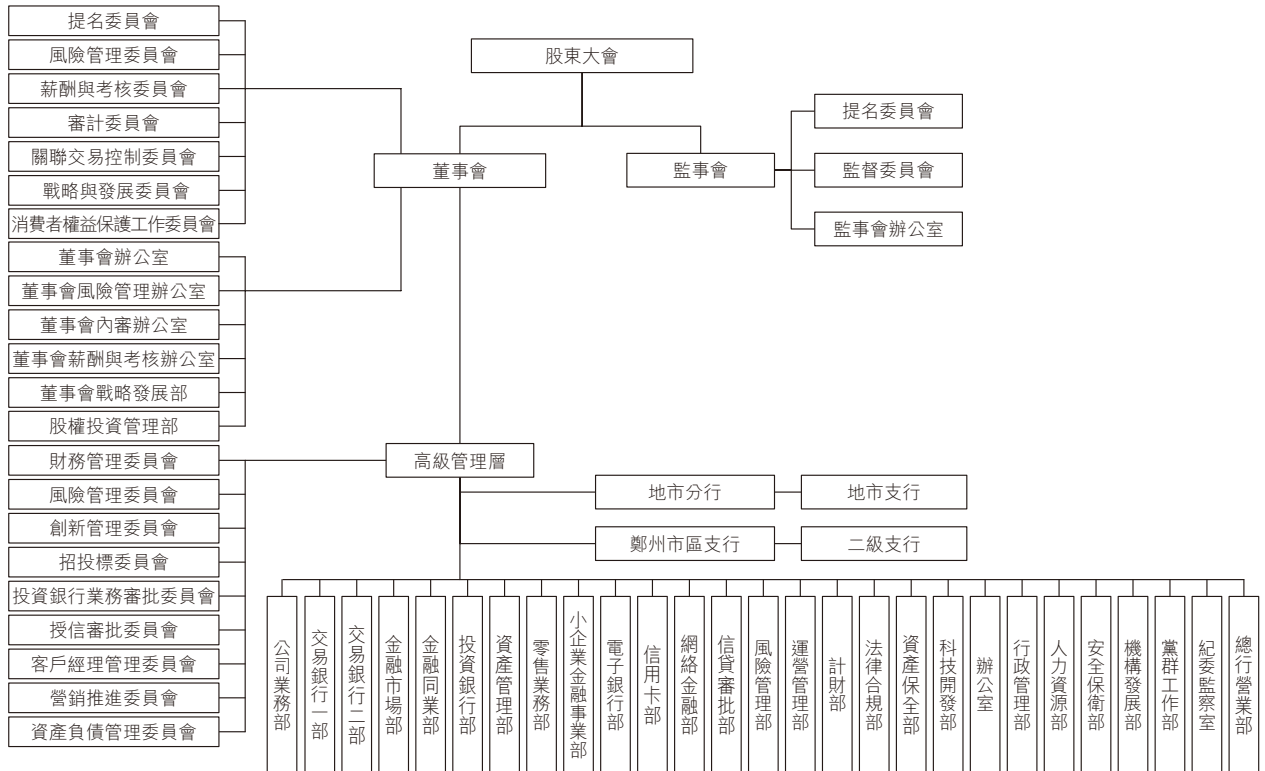 股東大會
董事會
監事會
提名委員會
監督委員會
監事會辦公室
提名委員會
風險管理委員會
薪酬與考核委員會
審計委員會
關聯交易控制委員會
戰略與發展委員會
消費者權益保護工作委員會
董事會辦公室
董事會風險管理辦公室
董事會內審辦公室
董事會薪酬與考核辦公室
董事會戰略發展部
股權投資管理部
高級管理層
財務管理委員會
風險管理委員會
創新管理委員會
招投標委員會
投資銀行業務審批委員會
授信審批委員會
客戶經理管理委員會
營銷推進委員會
資產負債管理委員會
地市分行
地市支行
鄭州市區支行
二級支行
公司業務部
交易銀行一部
交易銀行二部
金融市場部
金融同業部
投資銀行部
資產管理部
零售業務部
小企業金融事業部
電子銀行部
信用卡部
網絡金融部
信貸審批部
風險管理部
運營管理部
計財部
法律合規部
資產保全部
科技開發部
辦公室
行政管理部
人力資源部
安全保衛部
機構發展部
黨群工作部
紀委監察室
總行營業部